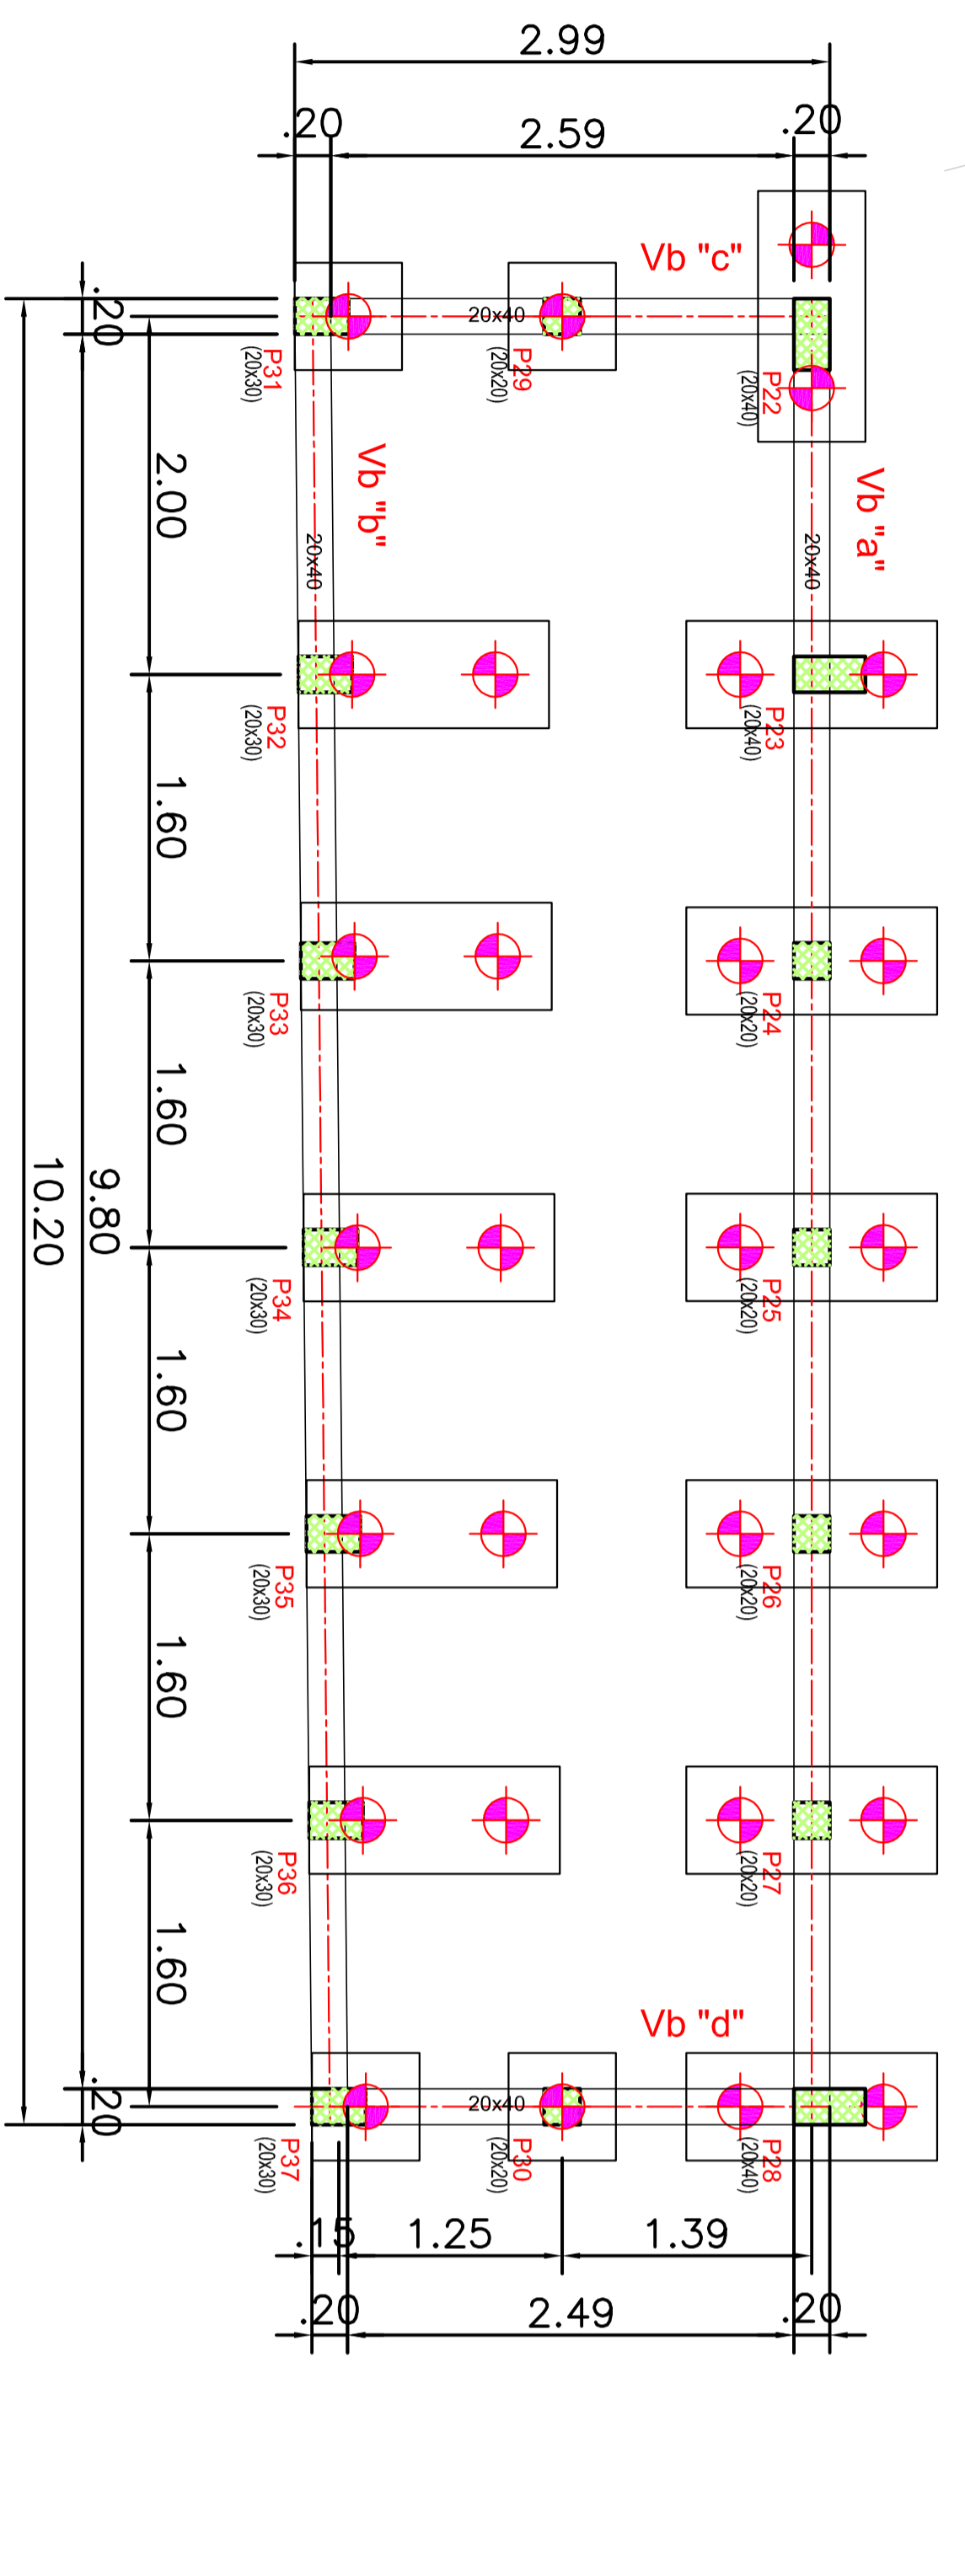 2.99
.20
2.59
.20
Vb "c"
.20
20x40
P31
(20x30)
P29
(20x20)
P22
(20x40)
Vb "b"
Vb "a"
2.00
20x40
20x40
P32
(20x30)
P23
(20x40)
1.60
P33
(20x30)
P24
(20x20)
1.60
10.20
9.80
P34
(20x30)
P25
(20x20)
1.60
P35
(20x30)
P26
(20x20)
1.60
P36
(20x30)
P27
(20x20)
1.60
Vb "d"
.20
20x40
P37
(20x30)
P30
(20x20)
P28
(20x40)
.15
1.25
1.39
.20
2.49
.20